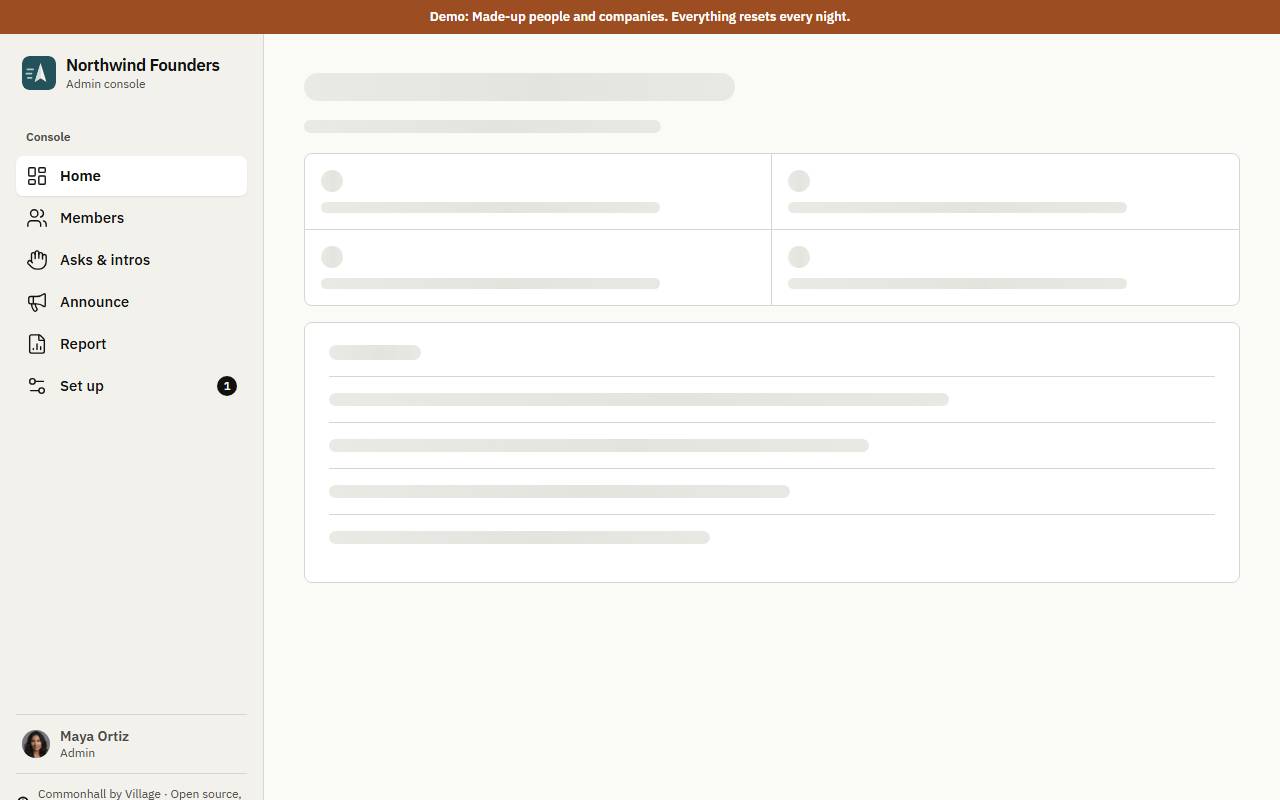 Demo: Made-up people and companies. Everything resets every night.
Northwind Founders
Admin console
Console
Home
Members
Asks & intros
Announce
Report
Set up
1
Maya Ortiz
Admin
Commonhall by Village · Open source,